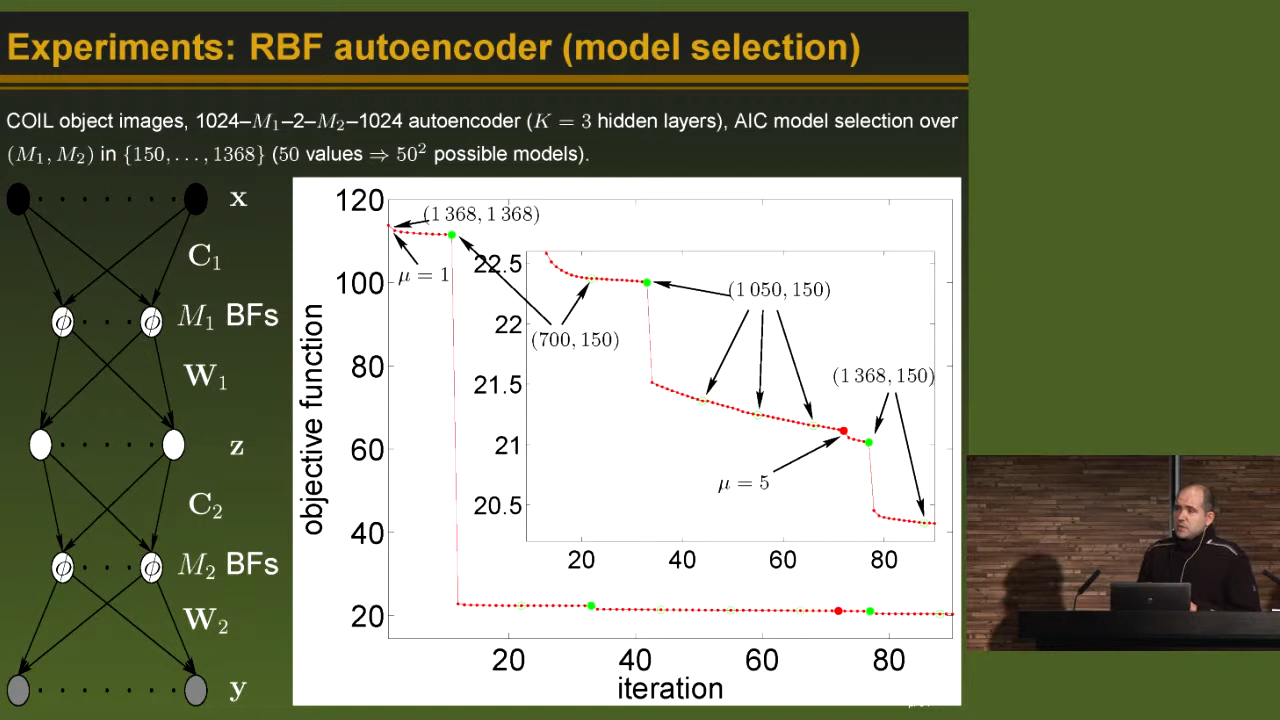 Experiments: RBF autoencoder (model selection)
COIL object images, 1024–M₁–2–M₂–1024 autoencoder (K = 3 hidden layers), AIC model selection over
(M₁, M₂) in {150, . . . , 1368} (50 values ⇒ 50² possible models).
x
C₁
ϕ ϕ M₁ BFs
W₁
z
C₂
ϕ ϕ M₂ BFs
W₂
y
objective function
120
100
80
60
40
20
20 40 60 80
iteration
(1 368, 1 368)
μ = 1
(700, 150)
22.5
22
21.5
21
20.5
20 40 60 80
(1 050, 150)
(1 368, 150)
μ = 5